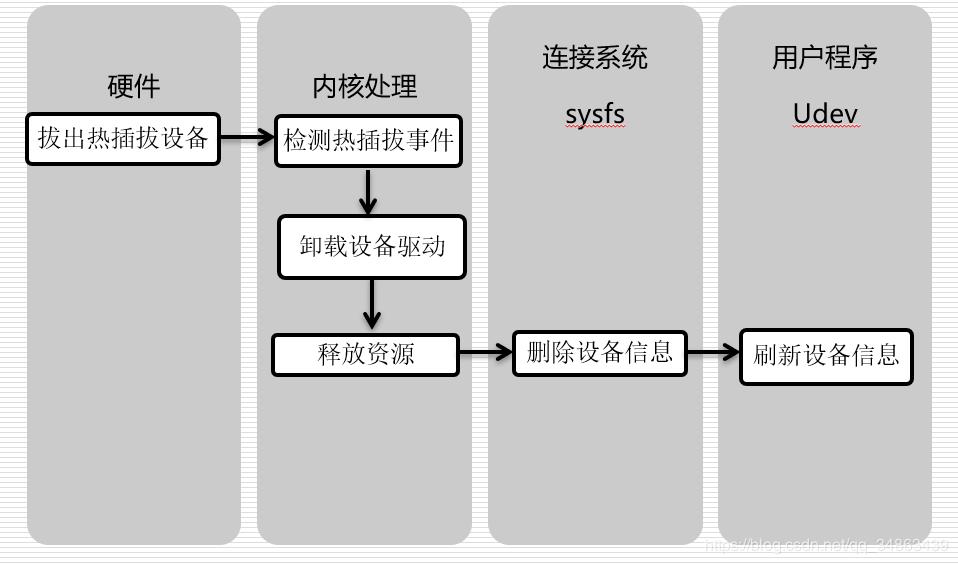 硬件
内核处理
连接系统
sysfs
用户程序
Udev
拔出热插拔设备
检测热插拔事件
卸载设备驱动
释放资源
删除设备信息
刷新设备信息
https://blog.csdn.net/qq_34863439